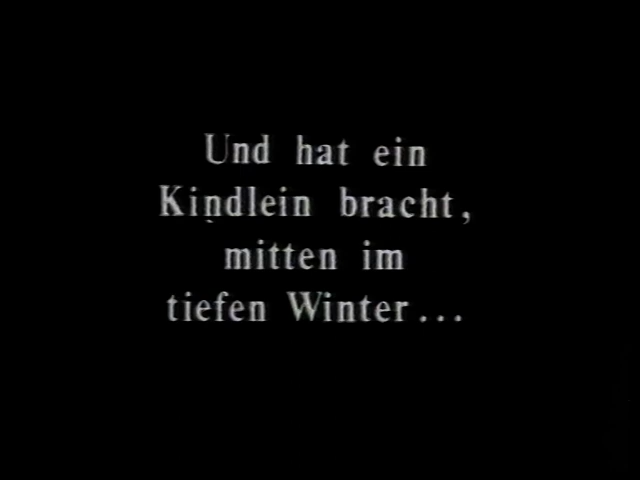 Und hat ein
Kindlein bracht,
mitten im
tiefen Winter...